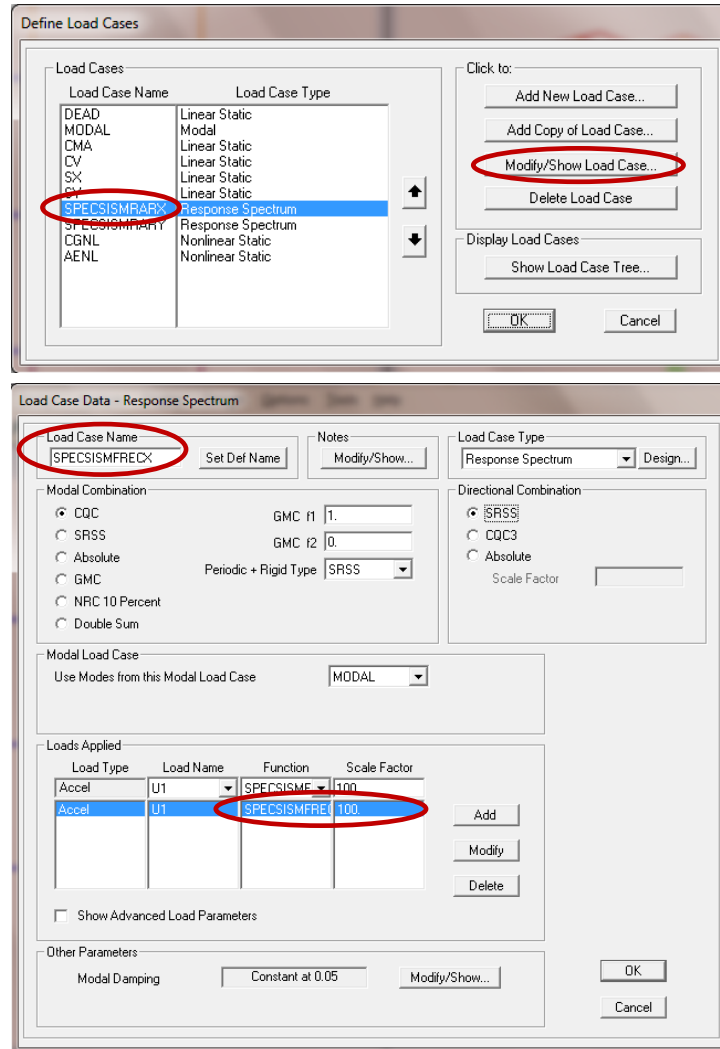 Define Load Cases
Load Cases
Load Case Name Load Case Type
DEAD Linear Static
MODAL Modal
CMA Linear Static
CV Linear Static
SX Linear Static
SY Linear Static
SPECSISMRARX Response Spectrum
SPECSISMRARY Response Spectrum
CGNL Nonlinear Static
AENL Nonlinear Static
Click to:
Add New Load Case...
Add Copy of Load Case...
Modify/Show Load Case...
Delete Load Case
Display Load Cases
Show Load Case Tree...
OK Cancel
Load Case Data - Response Spectrum
Load Case Name
SPECSISMFRECX Set Def Name
Notes
Modify/Show...
Load Case Type
Response Spectrum Design...
Modal Combination
CQC
SRSS
Absolute
GMC
NRC 10 Percent
Double Sum
GMC f1 1.
GMC f2 0.
Periodic + Rigid Type SRSS
Directional Combination
SRSS
CQC3
Absolute
Scale Factor
Modal Load Case
Use Modes from this Modal Load Case MODAL
Loads Applied
Load Type Load Name Function Scale Factor
Accel U1 SPECSISMF 100.
Accel U1 SPECSISMFREC 100.
Add
Modify
Delete
Show Advanced Load Parameters
Other Parameters
Modal Damping Constant at 0.05 Modify/Show...
OK
Cancel